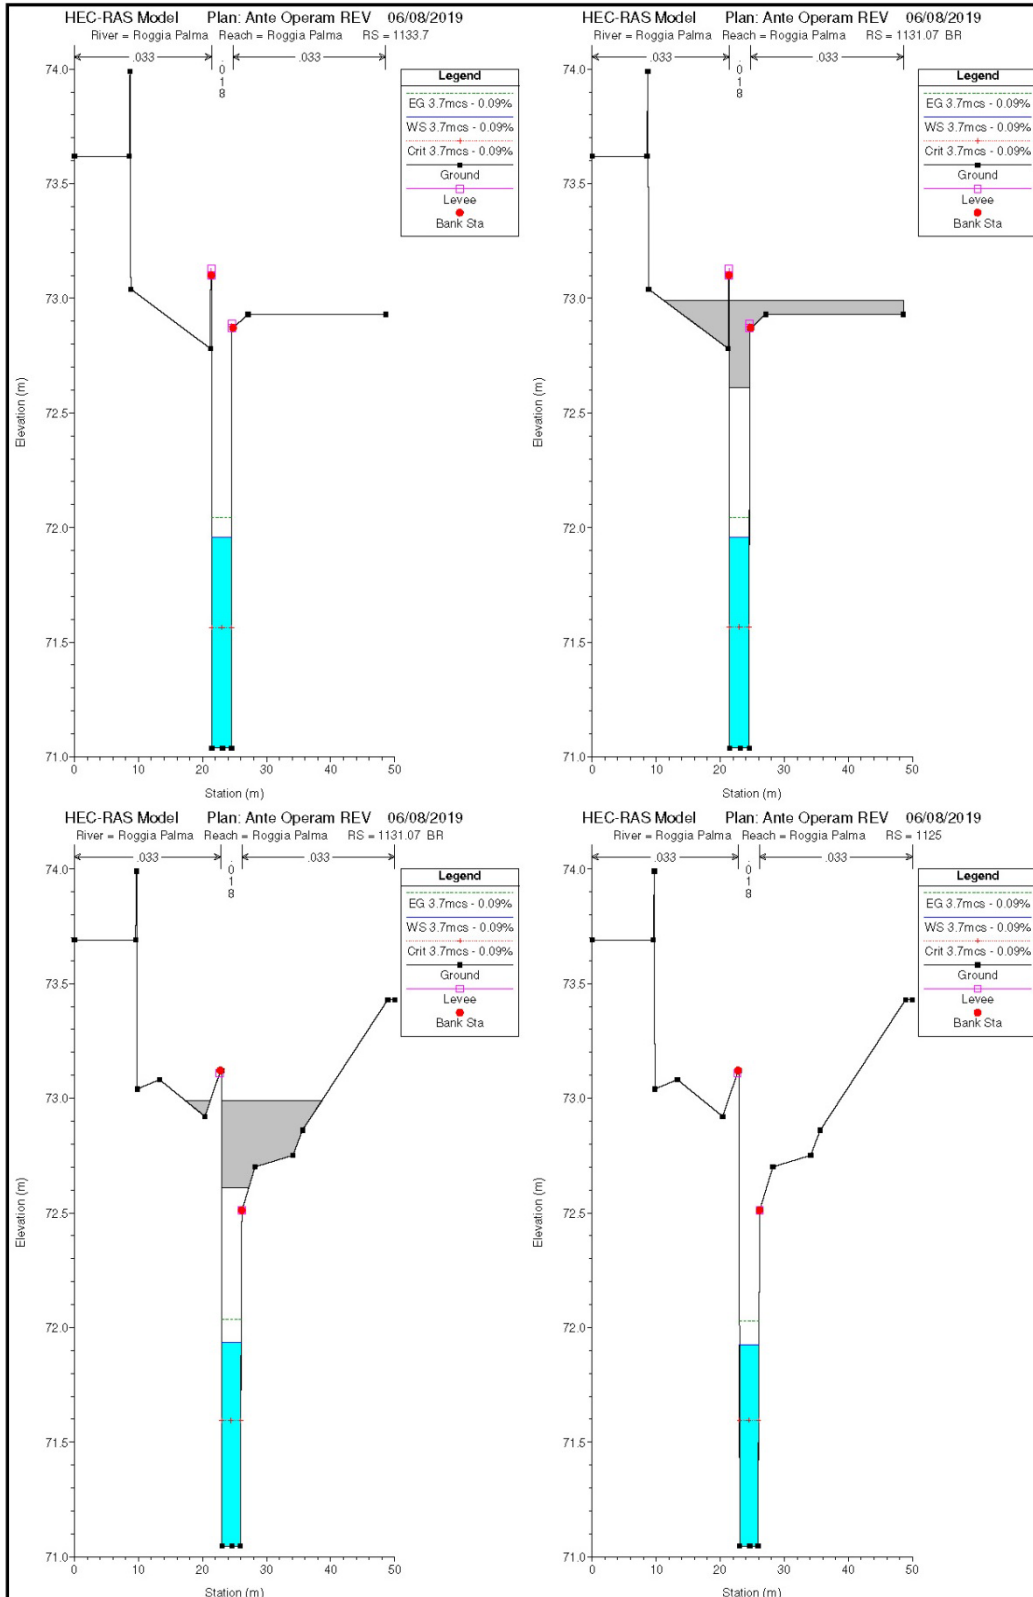 HEC-RAS Model Plan: Ante Operam REV 06/08/2019
River = Roggia Palma Reach = Roggia Palma RS = 1133.7
.033
.018
.033
Legend
EG 3.7mcs - 0.09%
WS 3.7mcs - 0.09%
Crit 3.7mcs - 0.09%
Ground
Levee
Bank Sta
74.0
73.5
73.0
72.5
72.0
71.5
71.0
Elevation (m)
0 10 20 30 40 50
Station (m)
HEC-RAS Model Plan: Ante Operam REV 06/08/2019
River = Roggia Palma Reach = Roggia Palma RS = 1131.07 BR
.033
.018
.033
Legend
EG 3.7mcs - 0.09%
WS 3.7mcs - 0.09%
Crit 3.7mcs - 0.09%
Ground
Levee
Bank Sta
74.0
73.5
73.0
72.5
72.0
71.5
71.0
Elevation (m)
0 10 20 30 40 50
Station (m)
HEC-RAS Model Plan: Ante Operam REV 06/08/2019
River = Roggia Palma Reach = Roggia Palma RS = 1131.07 BR
.033
.018
.033
Legend
EG 3.7mcs - 0.09%
WS 3.7mcs - 0.09%
Crit 3.7mcs - 0.09%
Ground
Levee
Bank Sta
74.0
73.5
73.0
72.5
72.0
71.5
71.0
Elevation (m)
0 10 20 30 40 50
Station (m)
HEC-RAS Model Plan: Ante Operam REV 06/08/2019
River = Roggia Palma Reach = Roggia Palma RS = 1125
.033
.018
.033
Legend
EG 3.7mcs - 0.09%
WS 3.7mcs - 0.09%
Crit 3.7mcs - 0.09%
Ground
Levee
Bank Sta
74.0
73.5
73.0
72.5
72.0
71.5
71.0
Elevation (m)
0 10 20 30 40 50
Station (m)